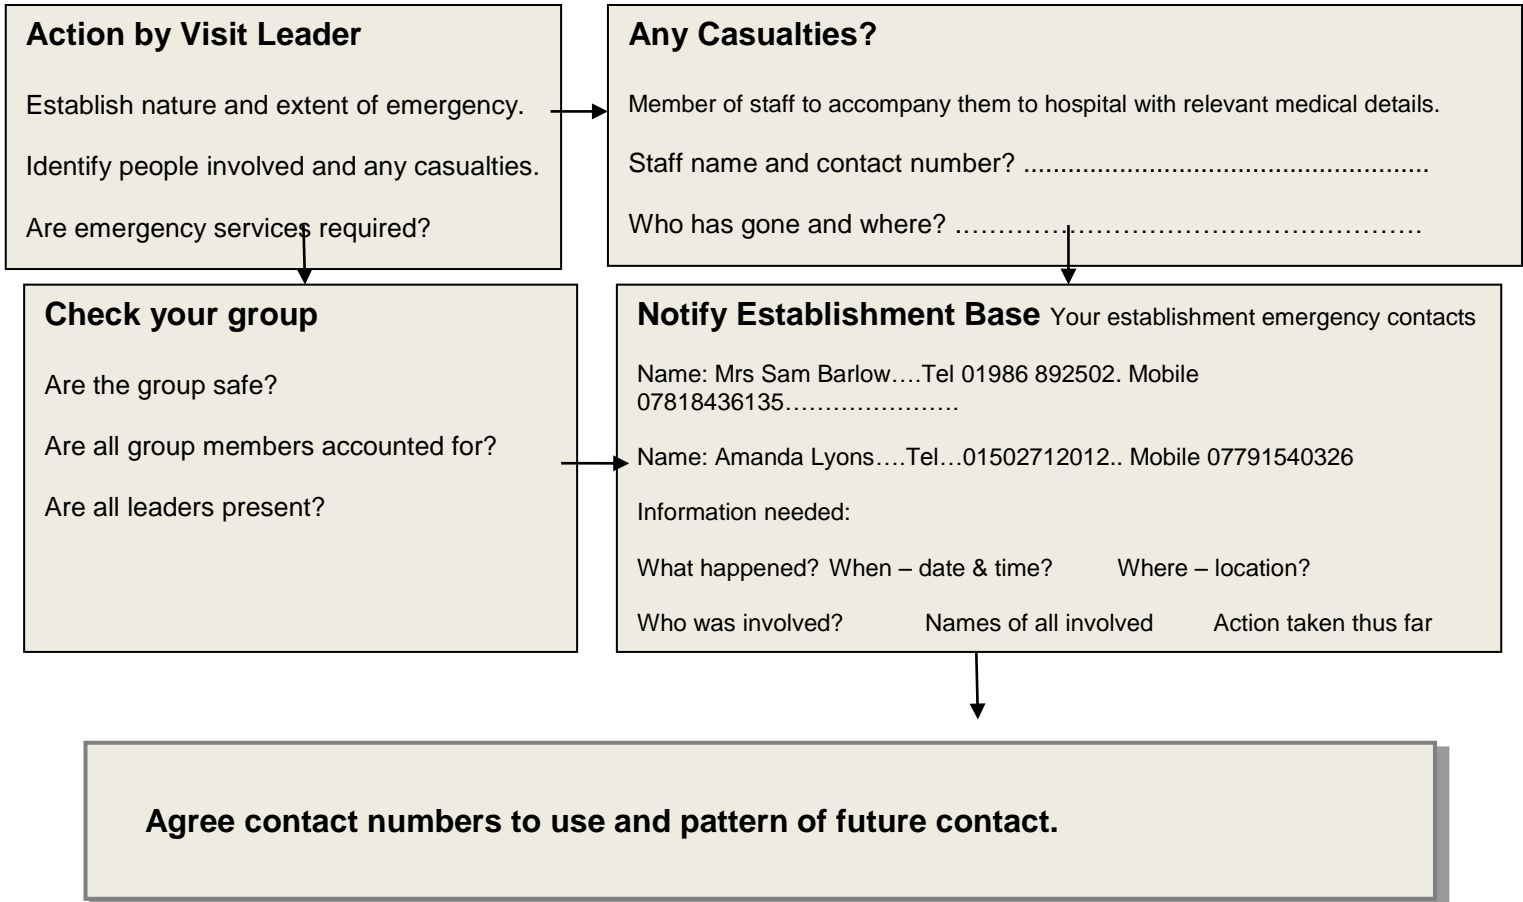 Action by Visit Leader
Establish nature and extent of emergency.
Identify people involved and any casualties.
Are emergency services required?
Any Casualties?
Member of staff to accompany them to hospital with relevant medical details.
Staff name and contact number? ......................................................
Who has gone and where? ..………………………………………………
Check your group
Are the group safe?
Are all group members accounted for?
Are all leaders present?
Notify Establishment Base Your establishment emergency contacts
Name: Mrs Sam Barlow….Tel 01986 892502. Mobile
07818436135………………….
Name: Amanda Lyons….Tel…01502712012.. Mobile 07791540326
Information needed:
What happened? When – date & time? Where – location?
Who was involved? Names of all involved Action taken thus far
Agree contact numbers to use and pattern of future contact.